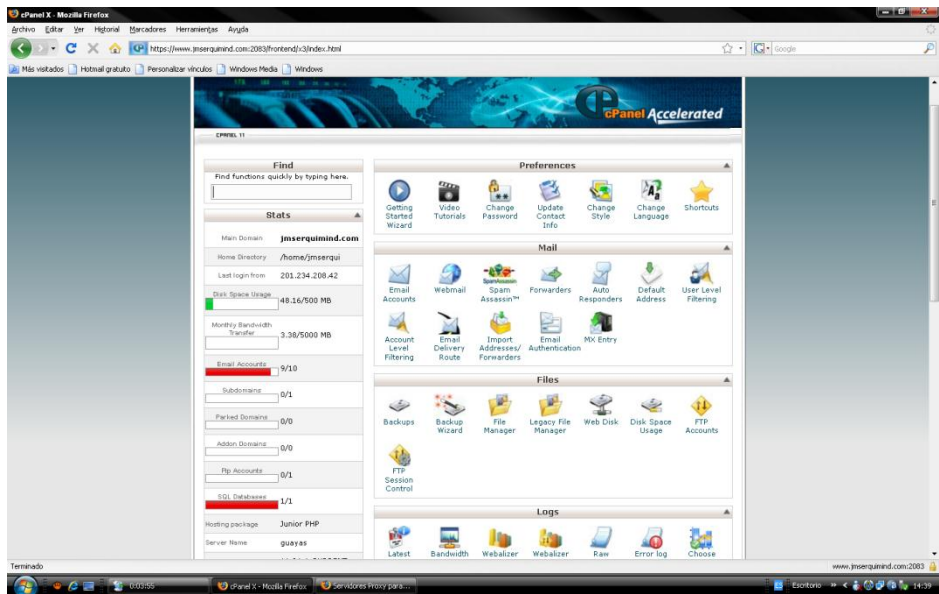 cPanel X - Mozilla Firefox
Archivo Editar Ver Historial Marcadores Herramientas Ayuda
https://www.jmserquimind.com:2083/frontend/x3/index.html
Google
Más visitados Hotmail gratuito Personalizar vínculos Windows Media Windows
cPanel Accelerated
CPANEL 11
Find
Find functions quickly by typing here.
Stats
Main Domain jmserquimind.com
Home Directory /home/jmserqui
Last login from 201.234.208.42
Disk Space Usage 48.16/500 MB
Monthly Bandwidth
Transfer 3.38/5000 MB
Email Accounts 9/10
Subdomains 0/1
Parked Domains 0/0
Addon Domains 0/0
Ftp Accounts 0/1
SQL Databases 1/1
Hosting package Junior PHP
Server Name guayas
Preferences
Getting Started Wizard
Video Tutorials
Change Password
Update Contact Info
Change Style
Change Language
Shortcuts
Mail
Email Accounts
Webmail
SpamAssassin
Spam Assassin™
Forwarders
Auto Responders
Default Address
User Level Filtering
Account Level Filtering
Email Delivery Route
Import Addresses/ Forwarders
Email Authentication
MX Entry
Files
Backups
Backup Wizard
File Manager
Legacy File Manager
Web Disk
Disk Space Usage
FTP Accounts
FTP Session Control
Logs
Latest
Bandwidth
Webalizer
Webalizer
Raw
Error log
Choose
Terminado
www.jmserquimind.com:2083
0:03:55
cPanel X - Mozilla Firefox
Servidores Proxy para...
Escritorio
14:39